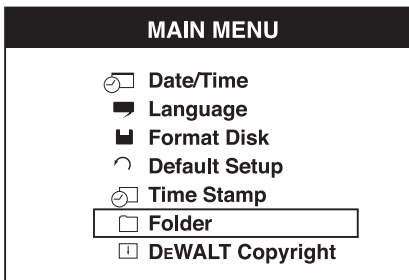 MAIN MENU
Date/Time
Language
Format Disk
Default Setup
Time Stamp
Folder
DEWALT Copyright